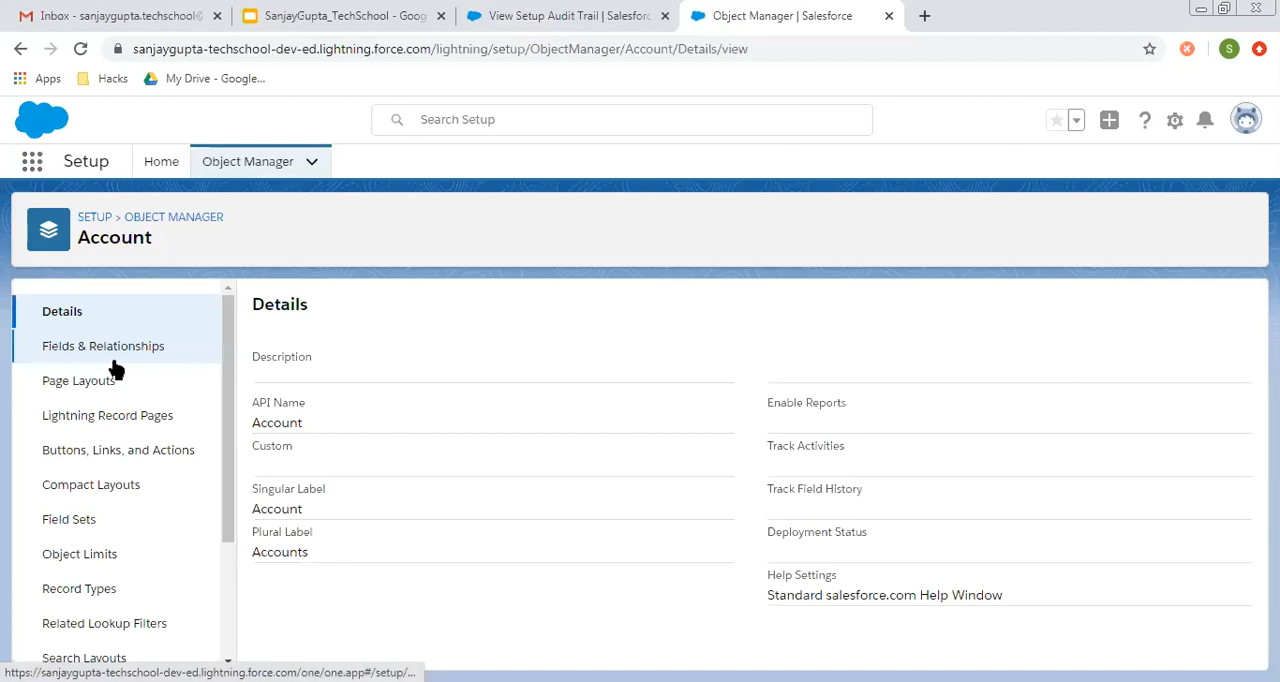 Inbox - sanjaygupta.techschool@
SanjayGupta_TechSchool - Goog
View Setup Audit Trail | Salesforc
Object Manager | Salesforce
sanjaygupta-techschool-dev-ed.lightning.force.com/lightning/setup/ObjectManager/Account/Details/view
S
Apps
Hacks
My Drive - Google...
Search Setup
Setup
Home
Object Manager
SETUP > OBJECT MANAGER
Account
Details
Fields & Relationships
Page Layouts
Lightning Record Pages
Buttons, Links, and Actions
Compact Layouts
Field Sets
Object Limits
Record Types
Related Lookup Filters
Search Layouts
Details
Description
API Name
Account
Custom
Singular Label
Account
Plural Label
Accounts
Enable Reports
Track Activities
Track Field History
Deployment Status
Help Settings
Standard salesforce.com Help Window
https://sanjaygupta-techschool-dev-ed.lightning.force.com/one/one.app#/setup/...